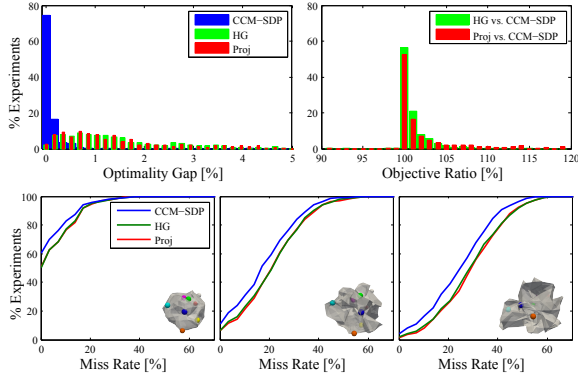 80
60
40
20
0
% Experiments
0 1 2 3 4 5
Optimality Gap [%]
CCM−SDP
HG
Proj
80
60
40
20
0
90 95 100 105 110 115 120
Objective Ratio [%]
HG vs. CCM−SDP
Proj vs. CCM−SDP
100
80
60
40
20
0
% Experiments
CCM−SDP
HG
Proj
0 20 40 60
Miss Rate [%]
0 20 40 60
Miss Rate [%]
0 20 40 60
Miss Rate [%]